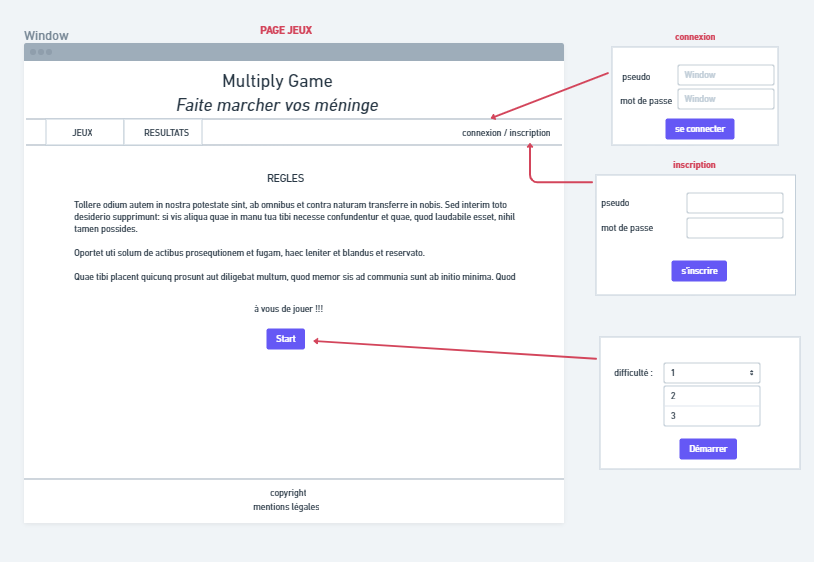 Window
PAGE JEUX
Multiply Game
Faite marcher vos méninge
JEUX
RESULTATS
connexion / inscription
REGLES
Tollere odium autem in nostra potestate sint, ab omnibus et contra naturam transferre in nobis. Sed interim toto
desiderio supprimunt: si vis aliqua quae in manu tua tibi necesse confundentur et quae, quod laudabile esset, nihil
tamen possides.
Oportet uti solum de actibus prosequtionem et fugam, haec leniter et blandus et reservato.
Quae tibi placent quicunq prosunt aut diligebat multum, quod memor sis ad communia sunt ab initio minima. Quod
à vous de jouer !!!
Start
copyright
mentions légales
connexion
pseudo
Window
mot de passe
Window
se connecter
inscription
pseudo
mot de passe
s'inscrire
difficulté :
1
2
3
Démarrer